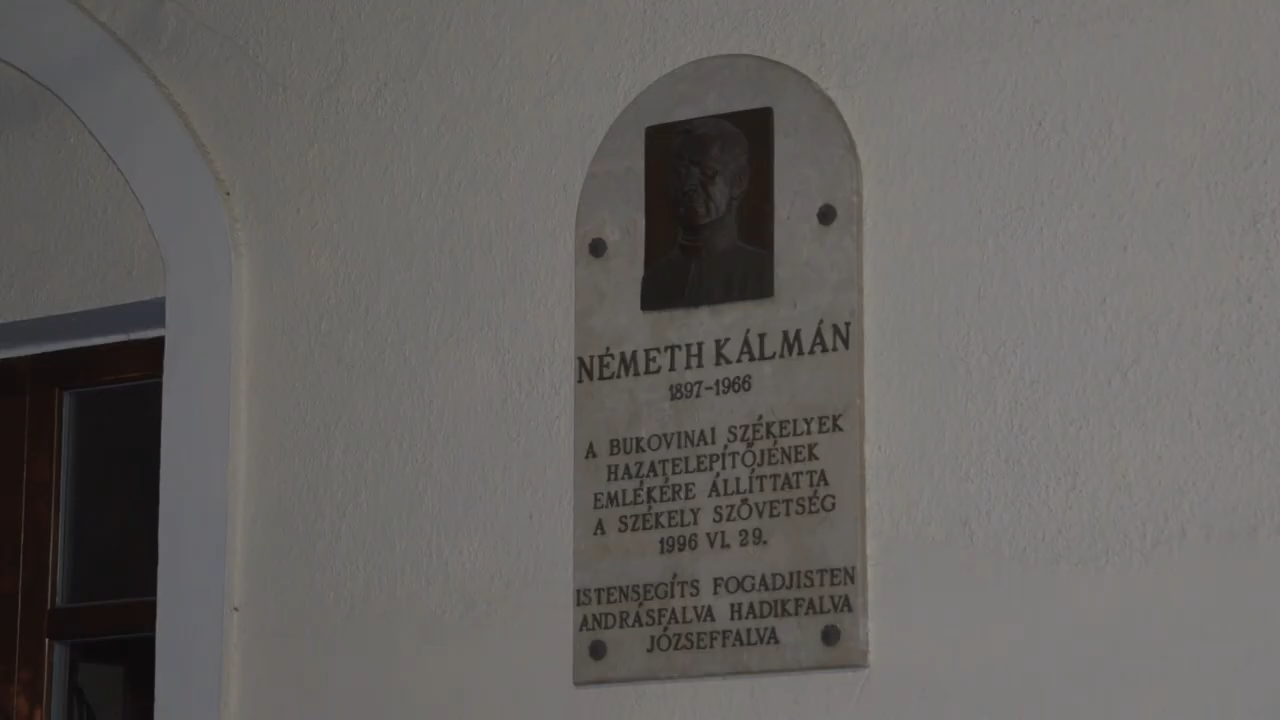 NÉMETH KÁLMÁN
1897-1966
A BUKOVINAI SZÉKELYEK
HAZATELEPÍTŐJÉNEK
EMLÉKÉRE ÁLLÍTTATTA
A SZÉKELY SZÖVETSÉG
1996 VI. 29.
ISTENSEGÍTS FOGADJISTEN
ANDRÁSFALVA HADIKFALVA
JÓZSEFFALVA